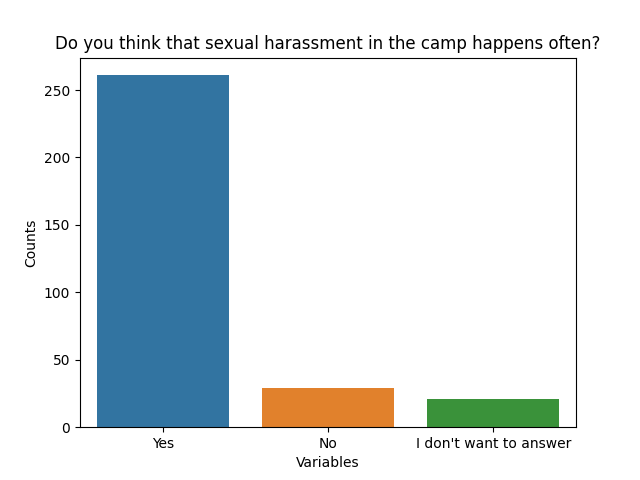 Do you think that sexual harassment in the camp happens often?
250
200
150
100
50
0
Counts
Yes
No
I don't want to answer
Variables